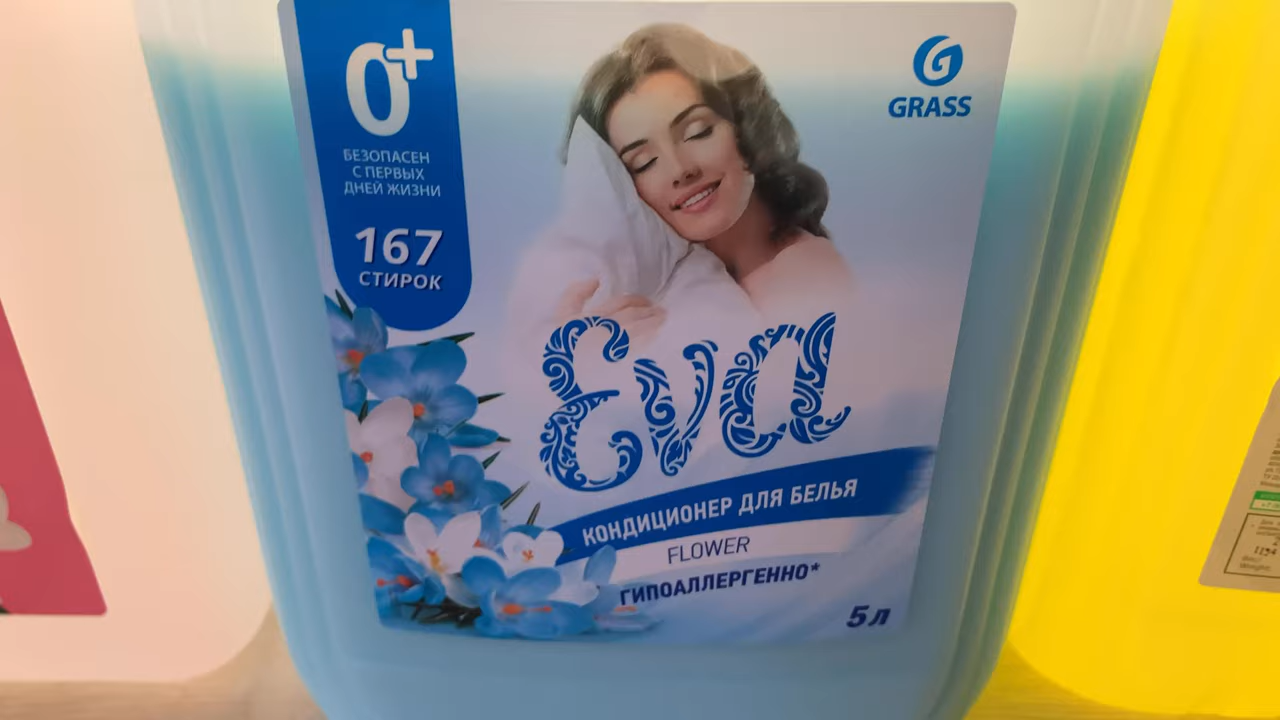 0+
БЕЗОПАСЕН
С ПЕРВЫХ
ДНЕЙ ЖИЗНИ
167
СТИРОК
GRASS
Eva
КОНДИЦИОНЕР ДЛЯ БЕЛЬЯ
FLOWER
ГИПОАЛЛЕРГЕННО*
5 л